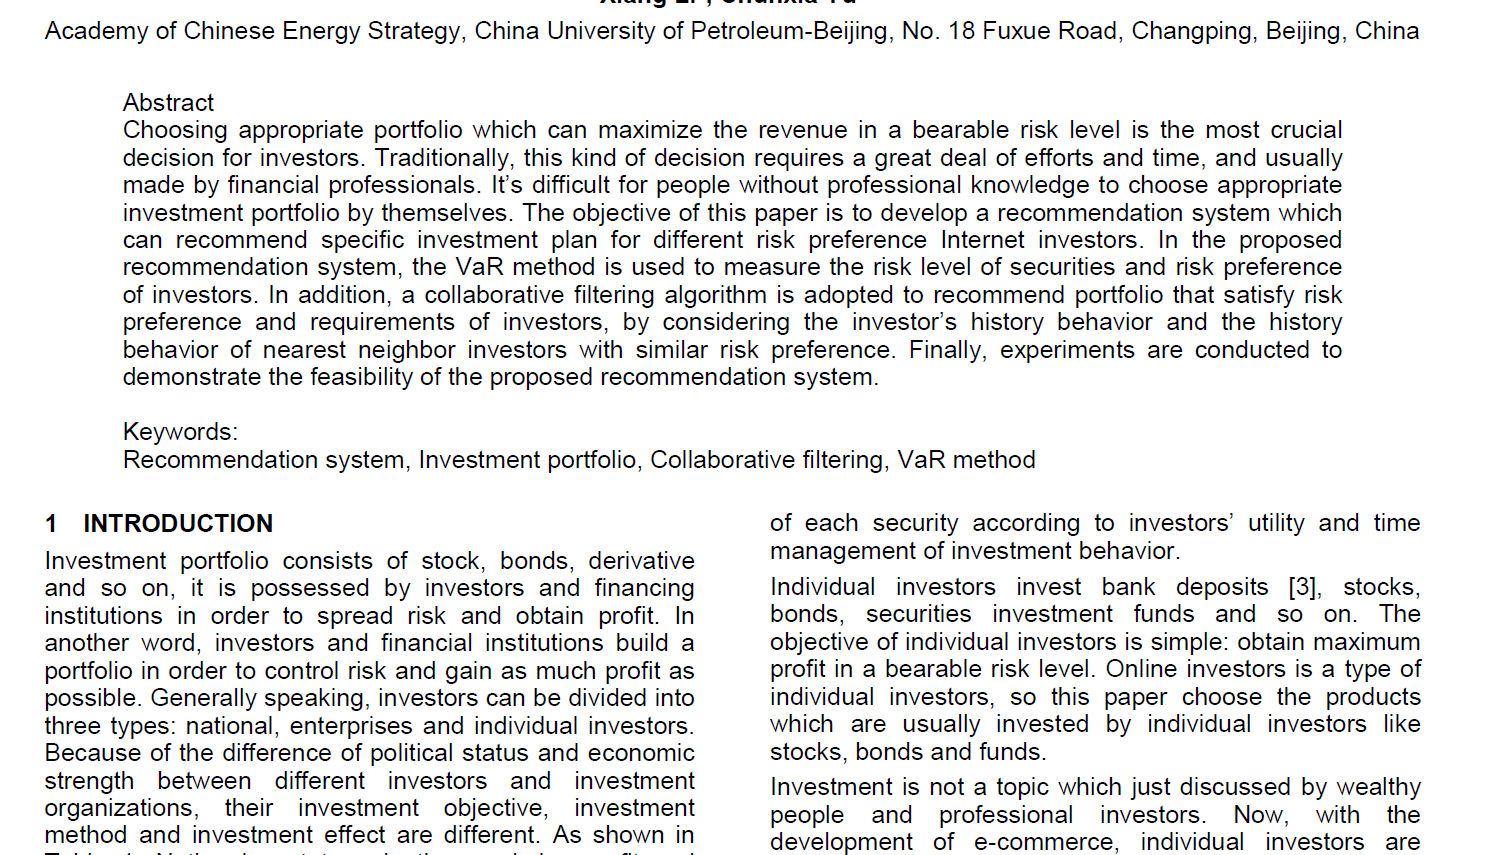 Academy of Chinese Energy Strategy, China University of Petroleum-Beijing, No. 18 Fuxue Road, Changping, Beijing, China
Abstract
Choosing appropriate portfolio which can maximize the revenue in a bearable risk level is the most crucial
decision for investors. Traditionally, this kind of decision requires a great deal of efforts and time, and usually
made by financial professionals. It's difficult for people without professional knowledge to choose appropriate
investment portfolio by themselves. The objective of this paper is to develop a recommendation system which
can recommend specific investment plan for different risk preference Internet investors. In the proposed
recommendation system, the VaR method is used to measure the risk level of securities and risk preference
of investors. In addition, a collaborative filtering algorithm is adopted to recommend portfolio that satisfy risk
preference and requirements of investors, by considering the investor's history behavior and the history
behavior of nearest neighbor investors with similar risk preference. Finally, experiments are conducted to
demonstrate the feasibility of the proposed recommendation system.
Keywords:
Recommendation system, Investment portfolio, Collaborative filtering, VaR method
1 INTRODUCTION
Investment portfolio consists of stock, bonds, derivative
and so on, it is possessed by investors and financing
institutions in order to spread risk and obtain profit. In
another word, investors and financial institutions build a
portfolio in order to control risk and gain as much profit as
possible. Generally speaking, investors can be divided into
three types: national, enterprises and individual investors.
Because of the difference of political status and economic
strength between different investors and investment
organizations, their investment objective, investment
method and investment effect are different. As shown in
of each security according to investors' utility and time
management of investment behavior.
Individual investors invest bank deposits [3], stocks,
bonds, securities investment funds and so on. The
objective of individual investors is simple: obtain maximum
profit in a bearable risk level. Online investors is a type of
individual investors, so this paper choose the products
which are usually invested by individual investors like
stocks, bonds and funds.
Investment is not a topic which just discussed by wealthy
people and professional investors. Now, with the
development of e-commerce, individual investors are